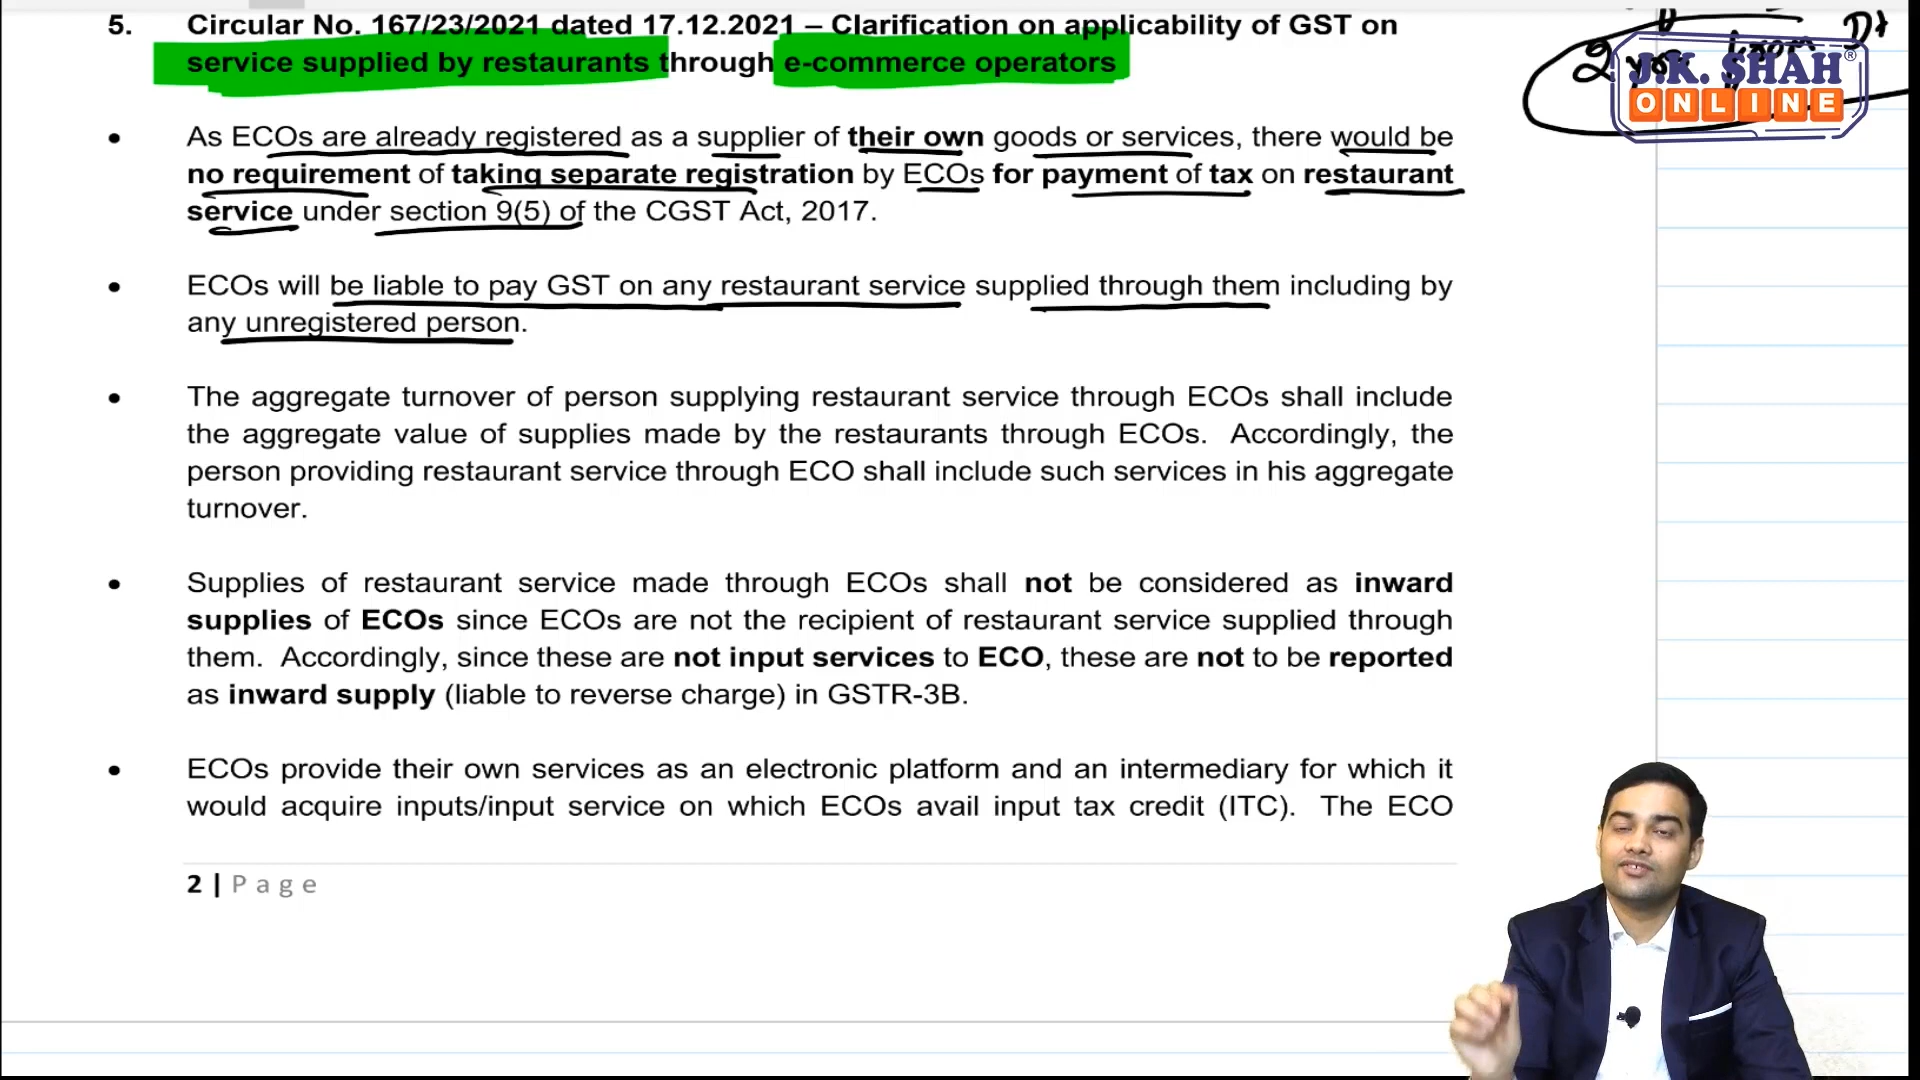 5. Circular No. 167/23/2021 dated 17.12.2021 – Clarification on applicability of GST on
service supplied by restaurants through e-commerce operators
2 yrs from Dt
J.K. SHAH®
ONLINE
• As ECOs are already registered as a supplier of their own goods or services, there would be
no requirement of taking separate registration by ECOs for payment of tax on restaurant
service under section 9(5) of the CGST Act, 2017.
• ECOs will be liable to pay GST on any restaurant service supplied through them including by
any unregistered person.
• The aggregate turnover of person supplying restaurant service through ECOs shall include
the aggregate value of supplies made by the restaurants through ECOs. Accordingly, the
person providing restaurant service through ECO shall include such services in his aggregate
turnover.
• Supplies of restaurant service made through ECOs shall not be considered as inward
supplies of ECOs since ECOs are not the recipient of restaurant service supplied through
them. Accordingly, since these are not input services to ECO, these are not to be reported
as inward supply (liable to reverse charge) in GSTR-3B.
• ECOs provide their own services as an electronic platform and an intermediary for which it
would acquire inputs/input service on which ECOs avail input tax credit (ITC). The ECO
2 | Page